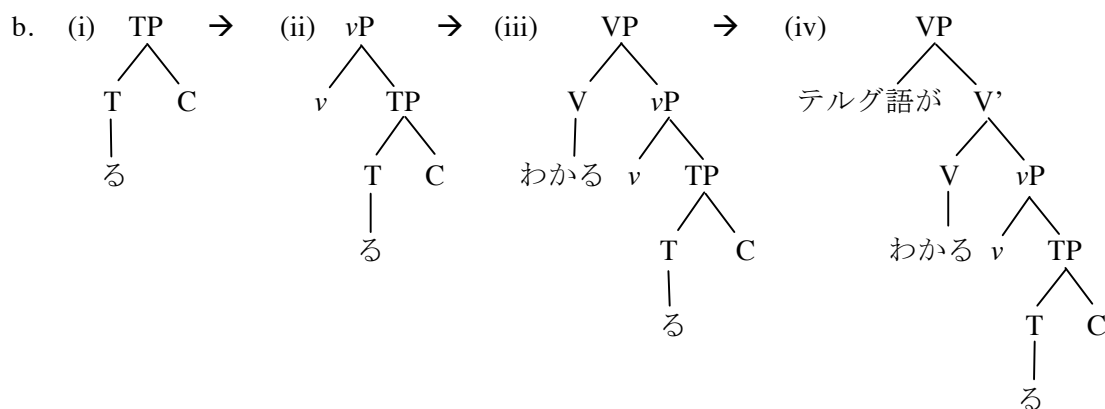 b. (i) TP → (ii) vP → (iii) VP → (iv) VP
T C v TP V vP テルグ語が V’
る T C わかる v TP V vP
る T C わかる v TP
る T C
る